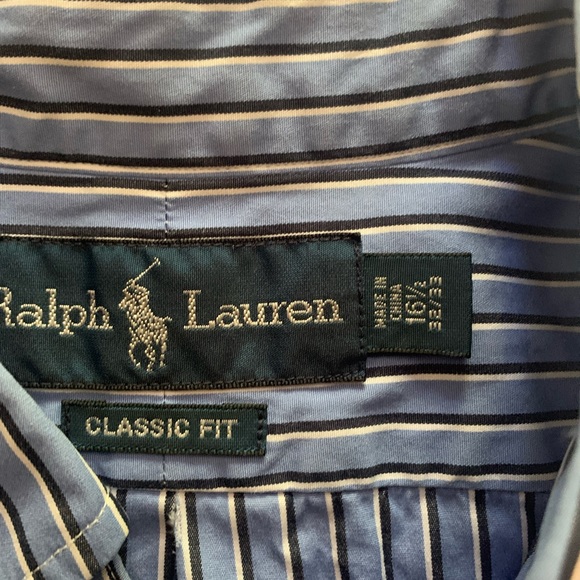 Ralph Lauren
MADE IN
CHINA
16½
32/33
CLASSIC FIT